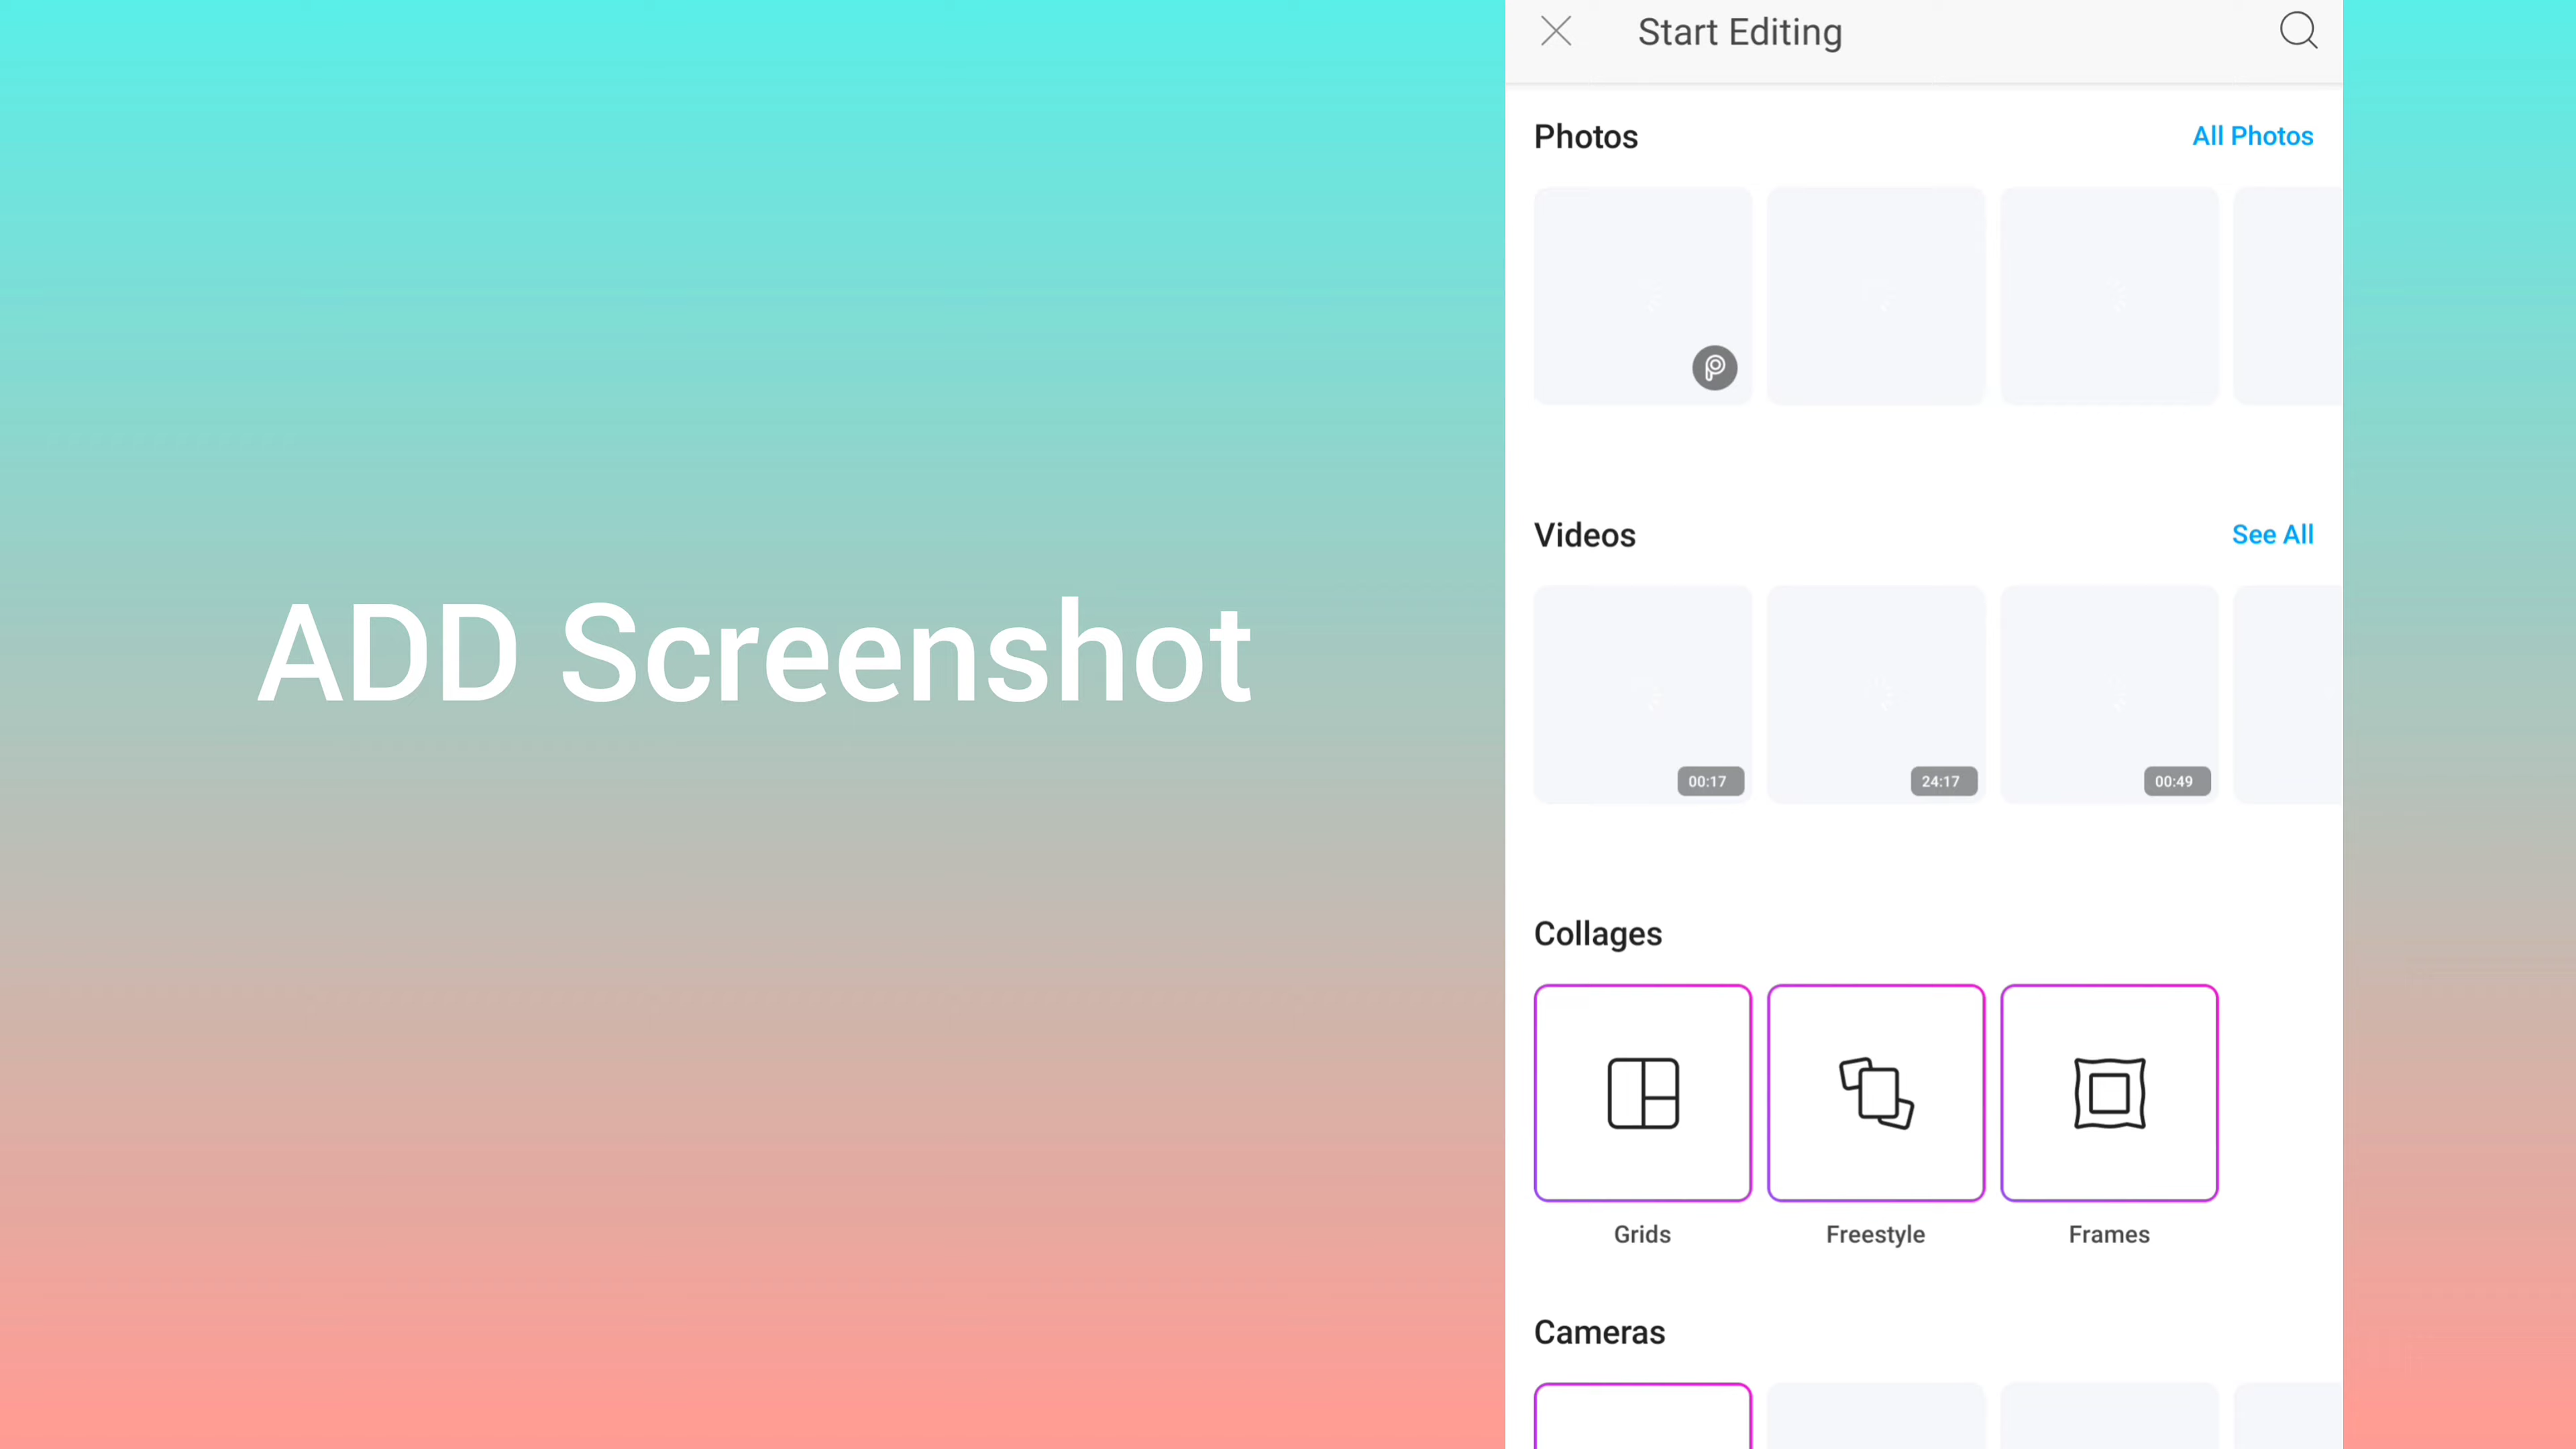 ADD Screenshot
Start Editing
Photos
All Photos
Videos
See All
00:17
24:17
00:49
Collages
Grids
Freestyle
Frames
Cameras